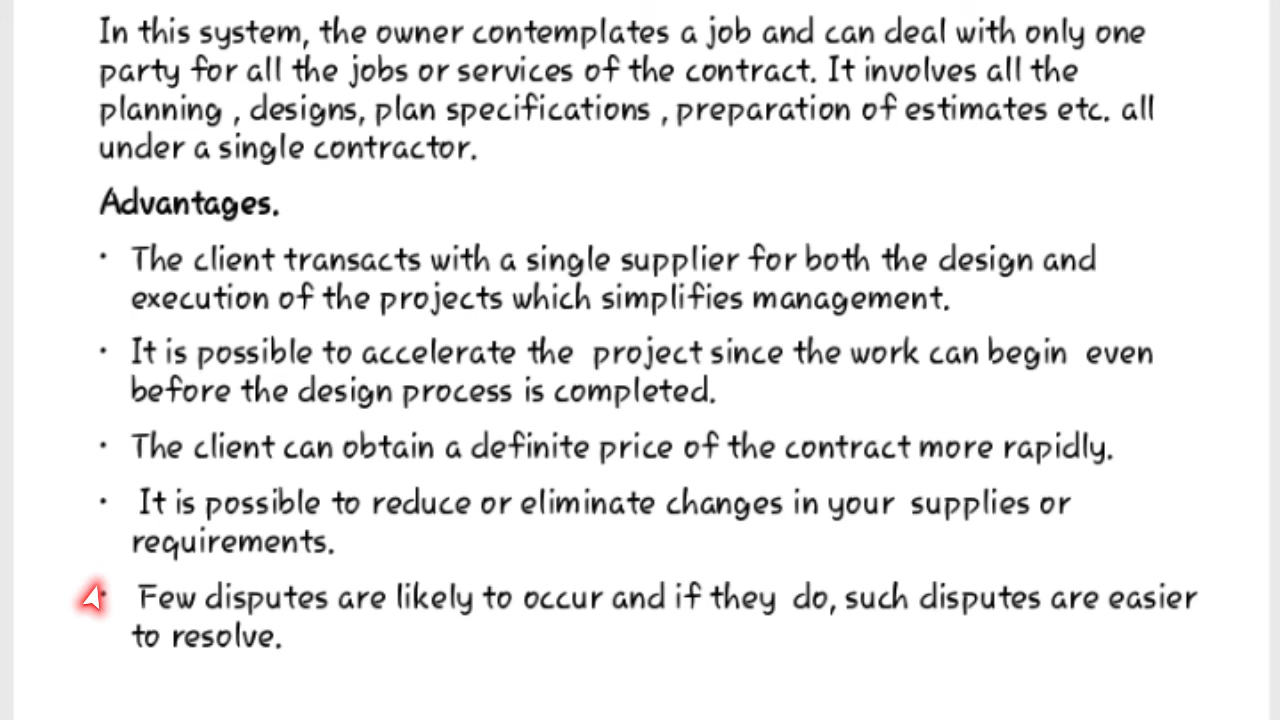 In this system, the owner contemplates a job and can deal with only one
party for all the jobs or services of the contract. It involves all the
planning , designs, plan specifications , preparation of estimates etc. all
under a single contractor.
Advantages.
• The client transacts with a single supplier for both the design and
execution of the projects which simplifies management.
• It is possible to accelerate the project since the work can begin even
before the design process is completed.
• The client can obtain a definite price of the contract more rapidly.
• It is possible to reduce or eliminate changes in your supplies or
requirements.
• Few disputes are likely to occur and if they do, such disputes are easier
to resolve.